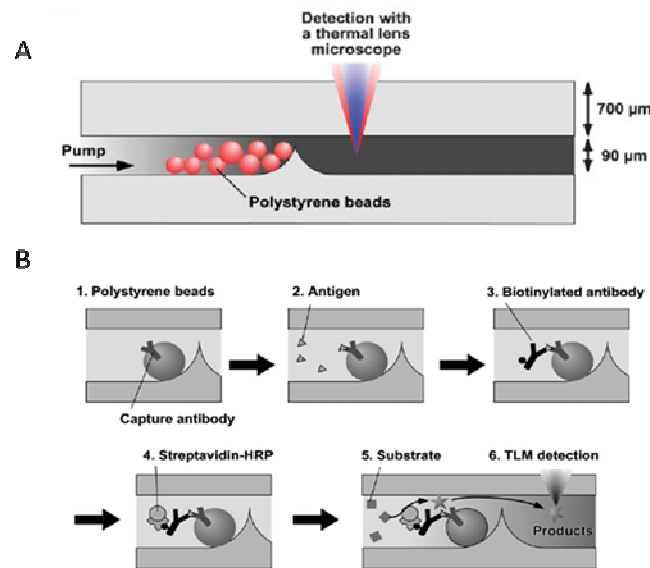 A
Detection with
a thermal lens
microscope
700 µm
Pump
90 µm
Polystyrene beads
B
1. Polystyrene beads
2. Antigen
3. Biotinylated antibody
Capture antibody
4. Streptavidin-HRP
5. Substrate
6. TLM detection
Products